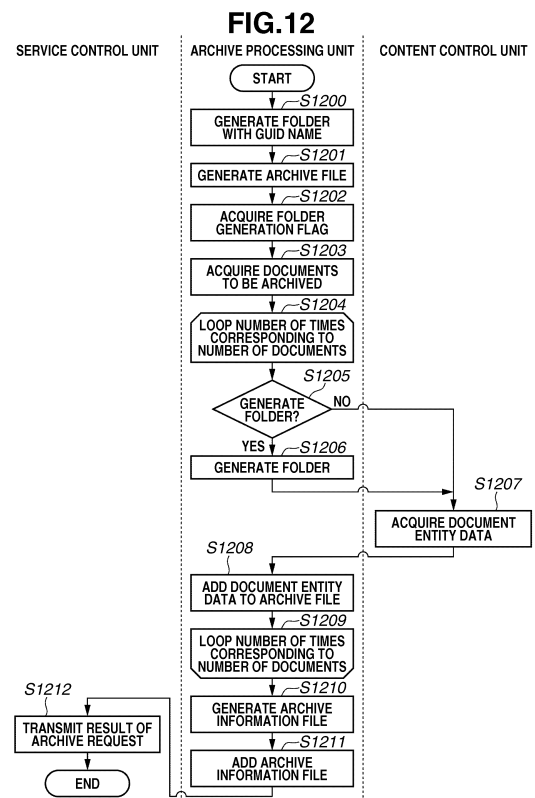 FIG.12
SERVICE CONTROL UNIT
ARCHIVE PROCESSING UNIT
CONTENT CONTROL UNIT
START
S1200
GENERATE FOLDER
WITH GUID NAME
S1201
GENERATE ARCHIVE FILE
S1202
ACQUIRE FOLDER
GENERATION FLAG
S1203
ACQUIRE DOCUMENTS
TO BE ARCHIVED
S1204
LOOP NUMBER OF TIMES
CORRESPONDING TO
NUMBER OF DOCUMENTS
S1205
GENERATE
FOLDER?
NO
YES
S1206
GENERATE FOLDER
S1207
ACQUIRE DOCUMENT
ENTITY DATA
S1208
ADD DOCUMENT ENTITY
DATA TO ARCHIVE FILE
S1209
LOOP NUMBER OF TIMES
CORRESPONDING TO
NUMBER OF DOCUMENTS
S1210
GENERATE ARCHIVE
INFORMATION FILE
S1211
ADD ARCHIVE
INFORMATION FILE
S1212
TRANSMIT RESULT OF
ARCHIVE REQUEST
END